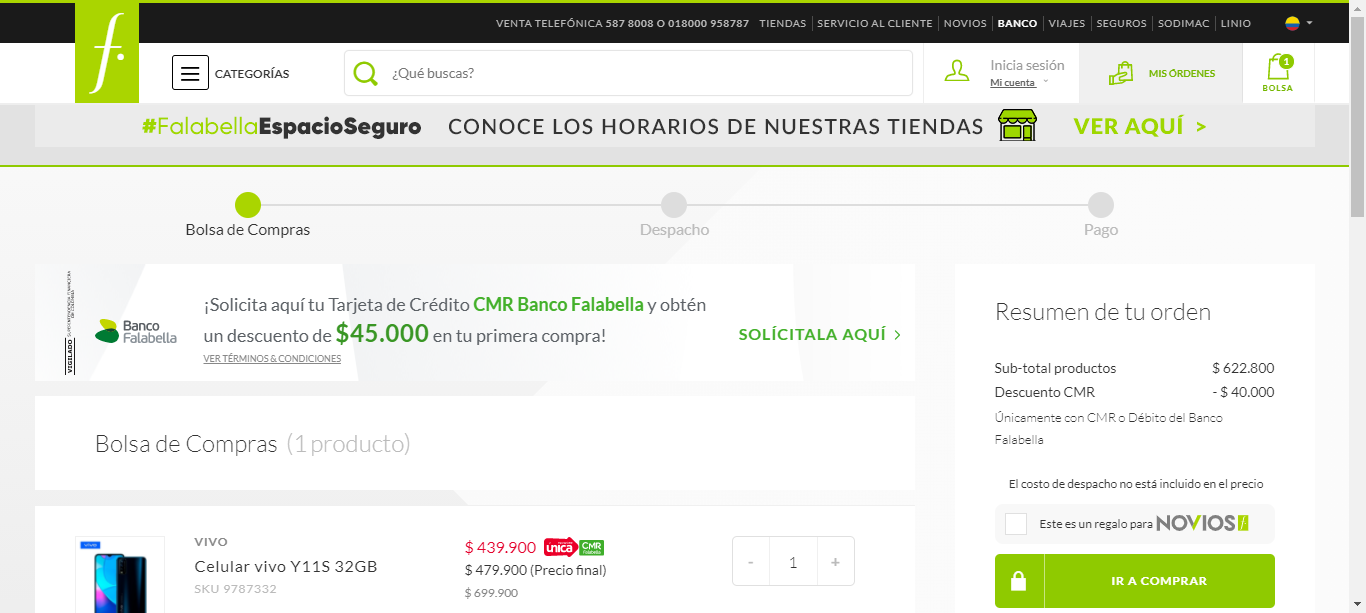 VENTA TELEFÓNICA 587 8008 O 018000 958787 TIENDAS SERVICIO AL CLIENTE NOVIOS BANCO VIAJES SEGUROS SODIMAC LINIO
f.
CATEGORÍAS
¿Qué buscas?
Inicia sesión
Mi cuenta
MIS ÓRDENES
1
BOLSA
#FalabellaEspacioSeguro CONOCE LOS HORARIOS DE NUESTRAS TIENDAS VER AQUÍ >
Bolsa de Compras
Despacho
Pago
VIGILADO SUPERINTENDENCIA FINANCIERA DE COLOMBIA
Banco
Falabella
¡Solicita aquí tu Tarjeta de Crédito CMR Banco Falabella y obtén
un descuento de $45.000 en tu primera compra!
VER TÉRMINOS & CONDICIONES
SOLÍCITALA AQUÍ >
Bolsa de Compras (1 producto)
vivo
VIVO
Celular vivo Y11S 32GB
SKU 9787332
$ 439.900 única CMR Falabella
$ 479.900 (Precio final)
$ 699.900
- 1 +
Resumen de tu orden
Sub-total productos $ 622.800
Descuento CMR - $ 40.000
Únicamente con CMR o Débito del Banco
Falabella
El costo de despacho no está incluido en el precio
Este es un regalo para NOVIOS f.
IR A COMPRAR